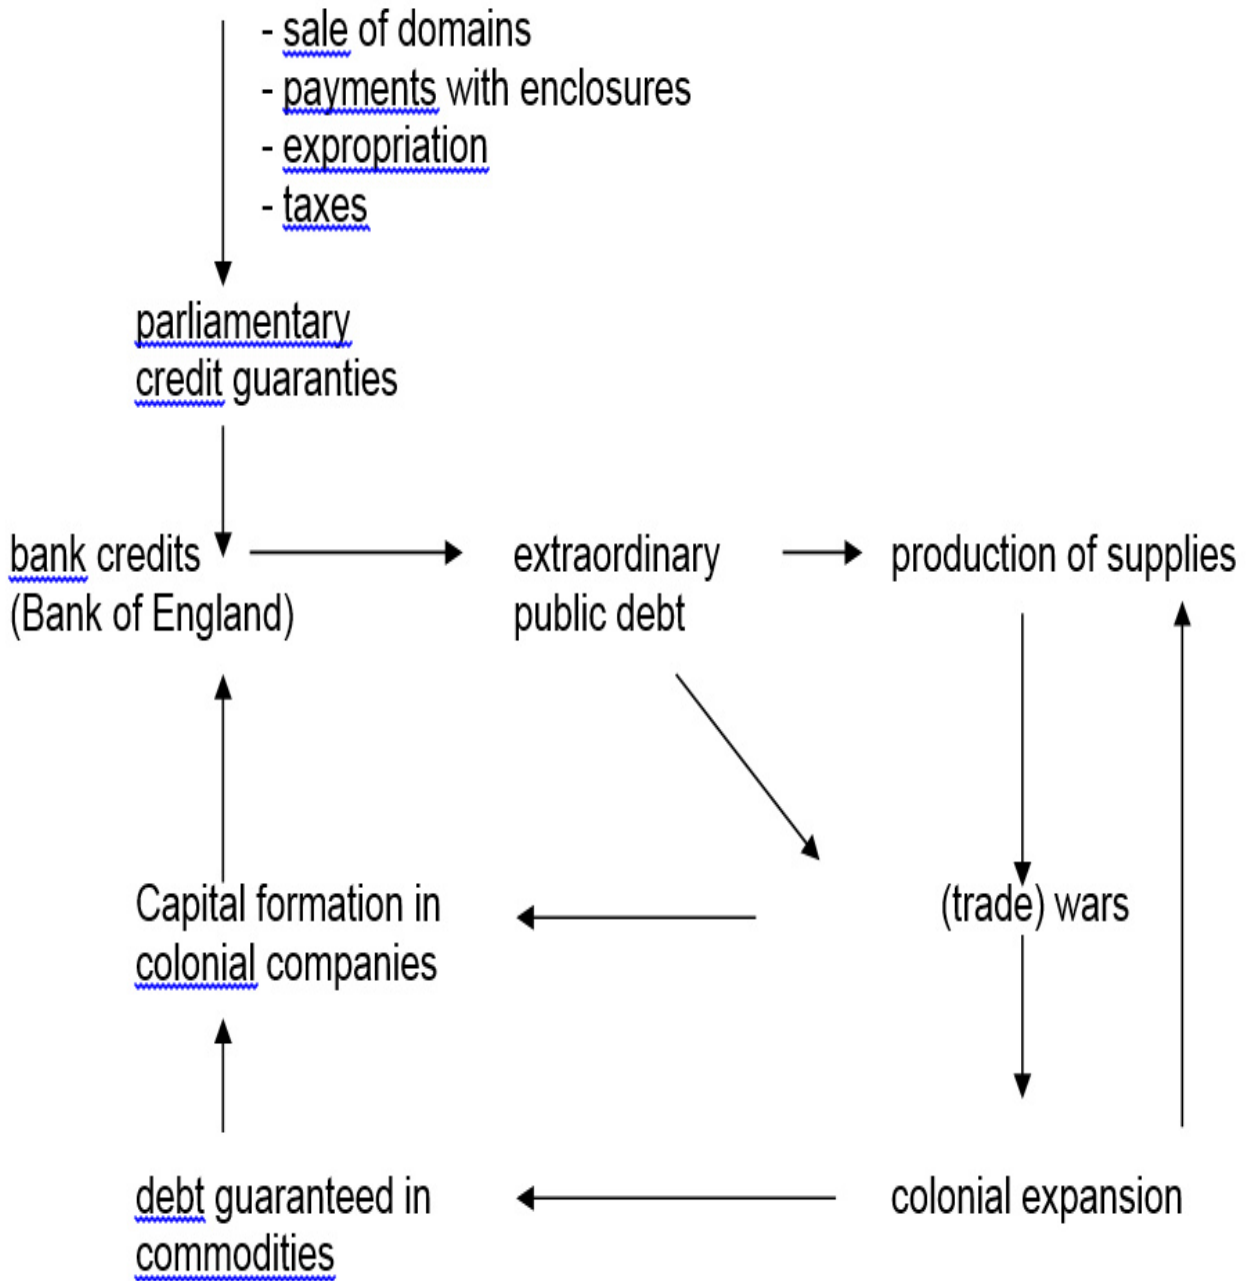 - sale of domains
- payments with enclosures
- expropriation
- taxes
parliamentary
credit guaranties
bank credits
(Bank of England)
extraordinary
public debt
production of supplies
Capital formation in
colonial companies
(trade) wars
debt guaranteed in
commodities
colonial expansion